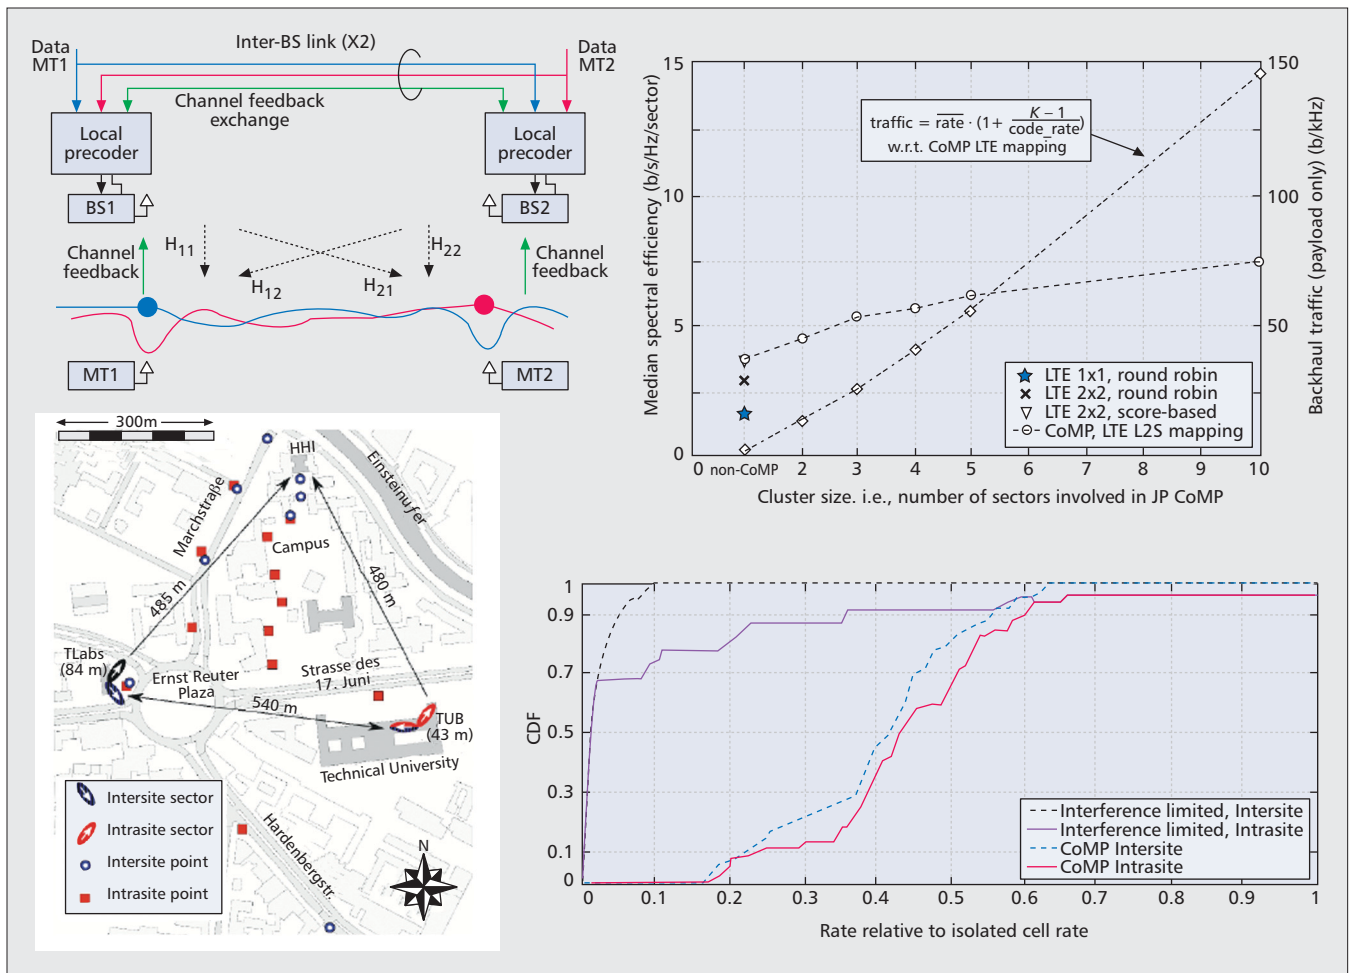 Data
MT1
Inter-BS link (X2)
Data
MT2
Channel feedback
exchange
Local
precoder
Local
precoder
BS1
BS2
H11
H22
Channel
feedback
H12
H21
Channel
feedback
MT1
MT2
15
10
5
0
150
100
50
0
Median spectral efficiency (b/s/Hz/sector)
Backhaul traffic (payload only) (b/kHz)
traffic = rate · (1+ K – 1 / code_rate)
w.r.t. CoMP LTE mapping
LTE 1x1, round robin
LTE 2x2, round robin
LTE 2x2, score-based
CoMP, LTE L2S mapping
0 non-CoMP 2 3 4 5 6 7 8 9 10
Cluster size. i.e., number of sectors involved in JP CoMP
300m
HHI
Einsteinufer
Marchstraße
Campus
485 m
480 m
TLabs
(84 m)
Ernst Reuter
Plaza
Strasse des
17. Juni
540 m
TUB
(43 m)
Technical University
Hardenbergstr.
N
Intersite sector
Intrasite sector
Intersite point
Intrasite point
1
0.9
0.7
0.5
0.3
0.1
0
CDF
Interference limited, Intersite
Interference limited, Intrasite
CoMP Intersite
CoMP Intrasite
0 0.1 0.2 0.3 0.4 0.5 0.6 0.7 0.8 0.9 1
Rate relative to isolated cell rate